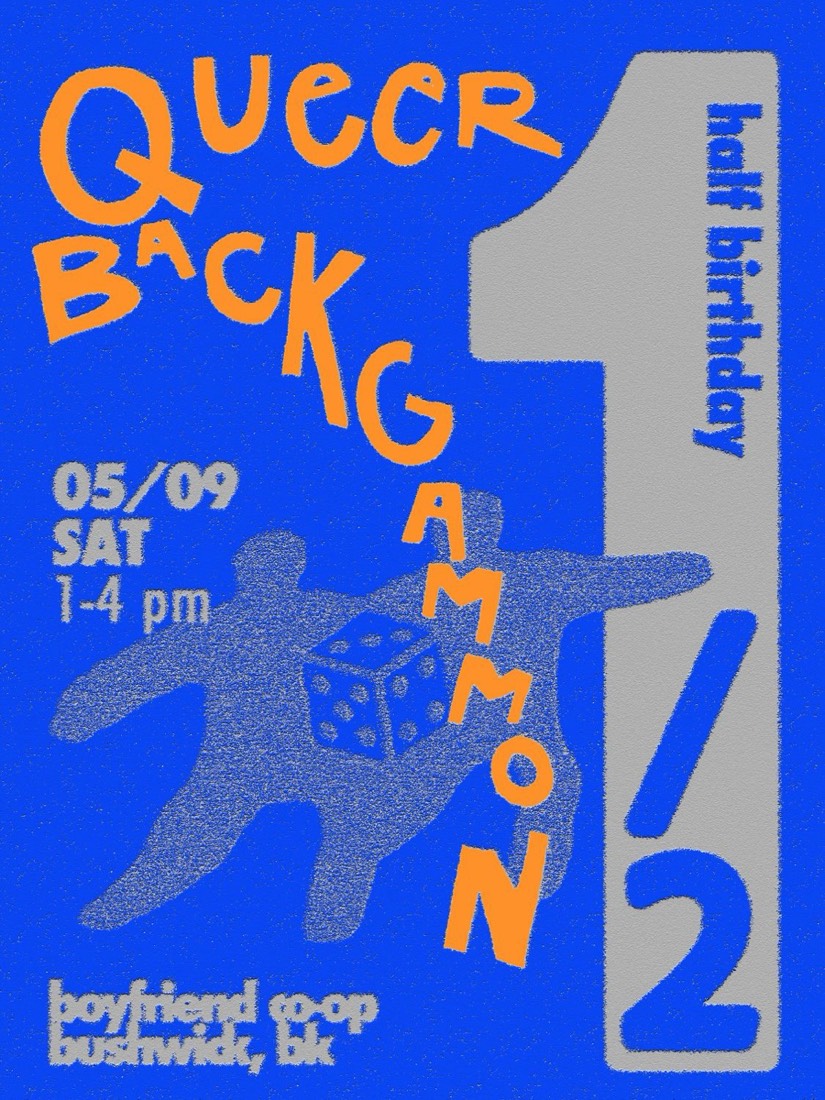 QUeeR
BACKGAMMON
1/2
half birthday
05/09
SAT
1-4 pm
boyfriend co-op
bushwick, bk